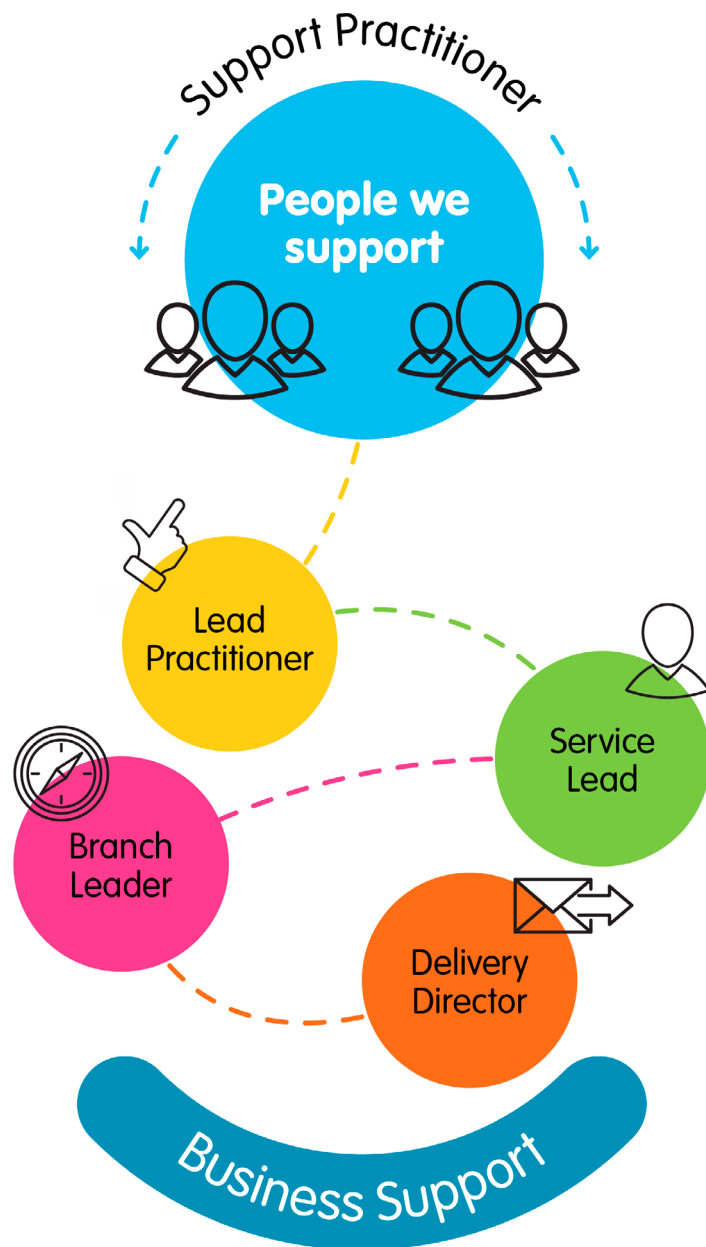 Support Practitioner
People we
support
Lead
Practitioner
Service
Lead
Branch
Leader
Delivery
Director
Business Support